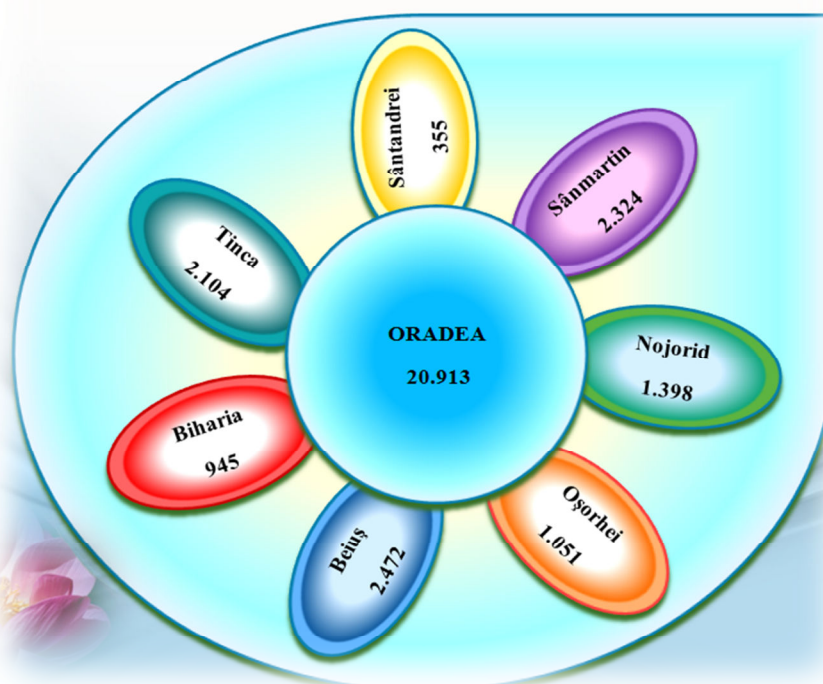 Sântandrei
355
Sânmartin
2.324
Tinca
2.104
ORADEA
20.913
Nojorid
1.398
Biharia
945
Oşorhei
1.051
Beiuş
2.472